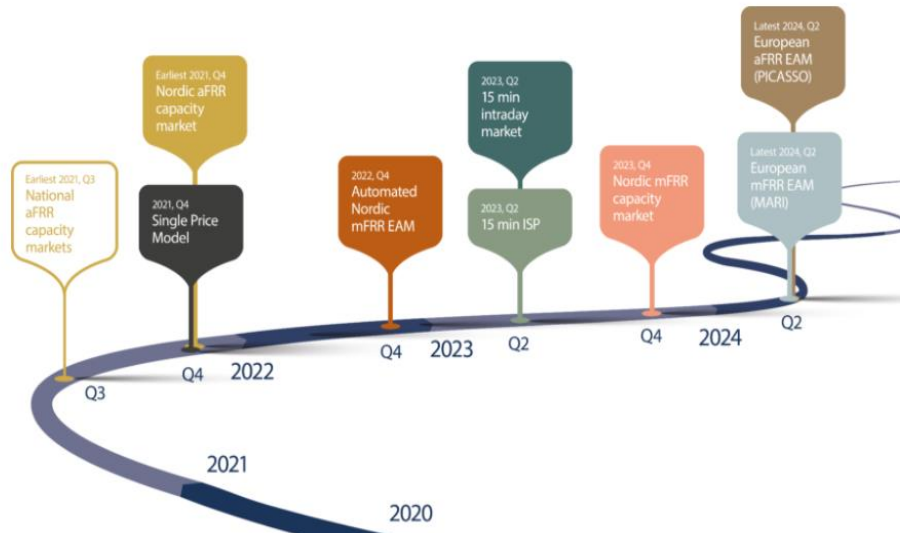 Earliest 2021, Q3
National
aFRR
capacity
markets
Earliest 2021, Q4
Nordic aFRR
capacity
market
2021, Q4
Single Price
Model
2022, Q4
Automated
Nordic
mFRR EAM
2023, Q2
15 min
intraday
market
2023, Q2
15 min ISP
2023, Q4
Nordic mFRR
capacity
market
Latest 2024, Q2
European
aFRR EAM
(PICASSO)
Latest 2024, Q2
European
mFRR EAM
(MARI)
Q3
Q4
2022
Q4
2023
Q2
Q4
2024
Q2
2021
2020